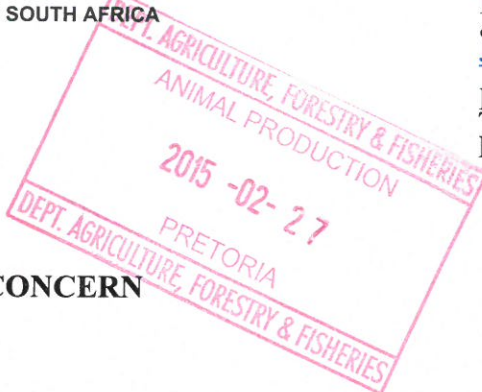 SOUTH AFRICA
DEPT. AGRICULTURE, FORESTRY & FISHERIES
ANIMAL PRODUCTION
2015 -02- 27
PRETORIA
DEPT. AGRICULTURE, FORESTRY & FISHERIES
CONCERN